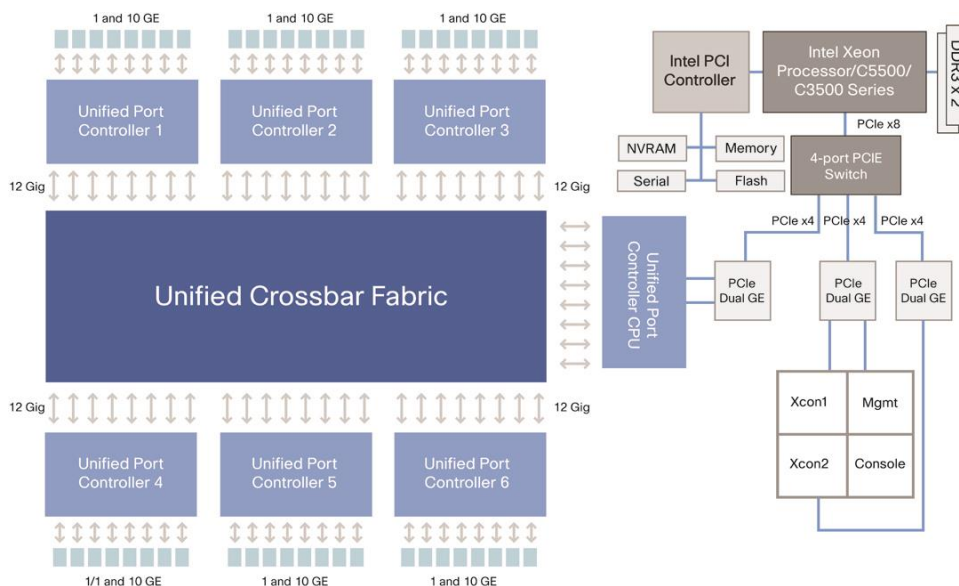 1 and 10 GE
1 and 10 GE
1 and 10 GE
Unified Port
Controller 1
Unified Port
Controller 2
Unified Port
Controller 3
12 Gig
12 Gig
Unified Crossbar Fabric
12 Gig
12 Gig
Unified Port
Controller 4
Unified Port
Controller 5
Unified Port
Controller 6
1/1 and 10 GE
1 and 10 GE
1 and 10 GE
Unified Port
Controller CPU
Intel PCI
Controller
Intel Xeon
Processor/C5500/
C3500 Series
DDR3 x 2
NVRAM
Memory
Serial
Flash
PCIe x8
4-port PCIE
Switch
PCIe x4
PCIe x4
PCIe x4
PCIe
Dual GE
PCIe
Dual GE
PCIe
Dual GE
Xcon1
Mgmt
Xcon2
Console